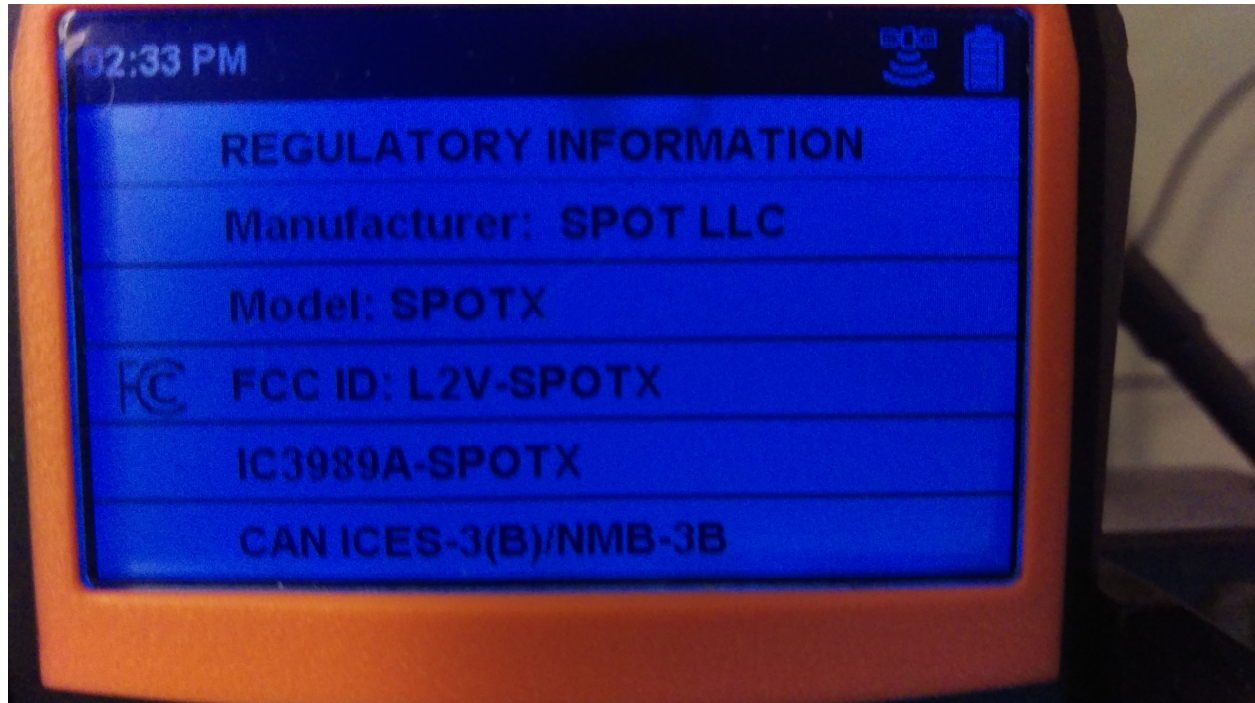 02:33 PM
REGULATORY INFORMATION
Manufacturer: SPOT LLC
Model: SPOTX
FC FCC ID: L2V-SPOTX
IC3989A-SPOTX
CAN ICES-3(B)/NMB-3B